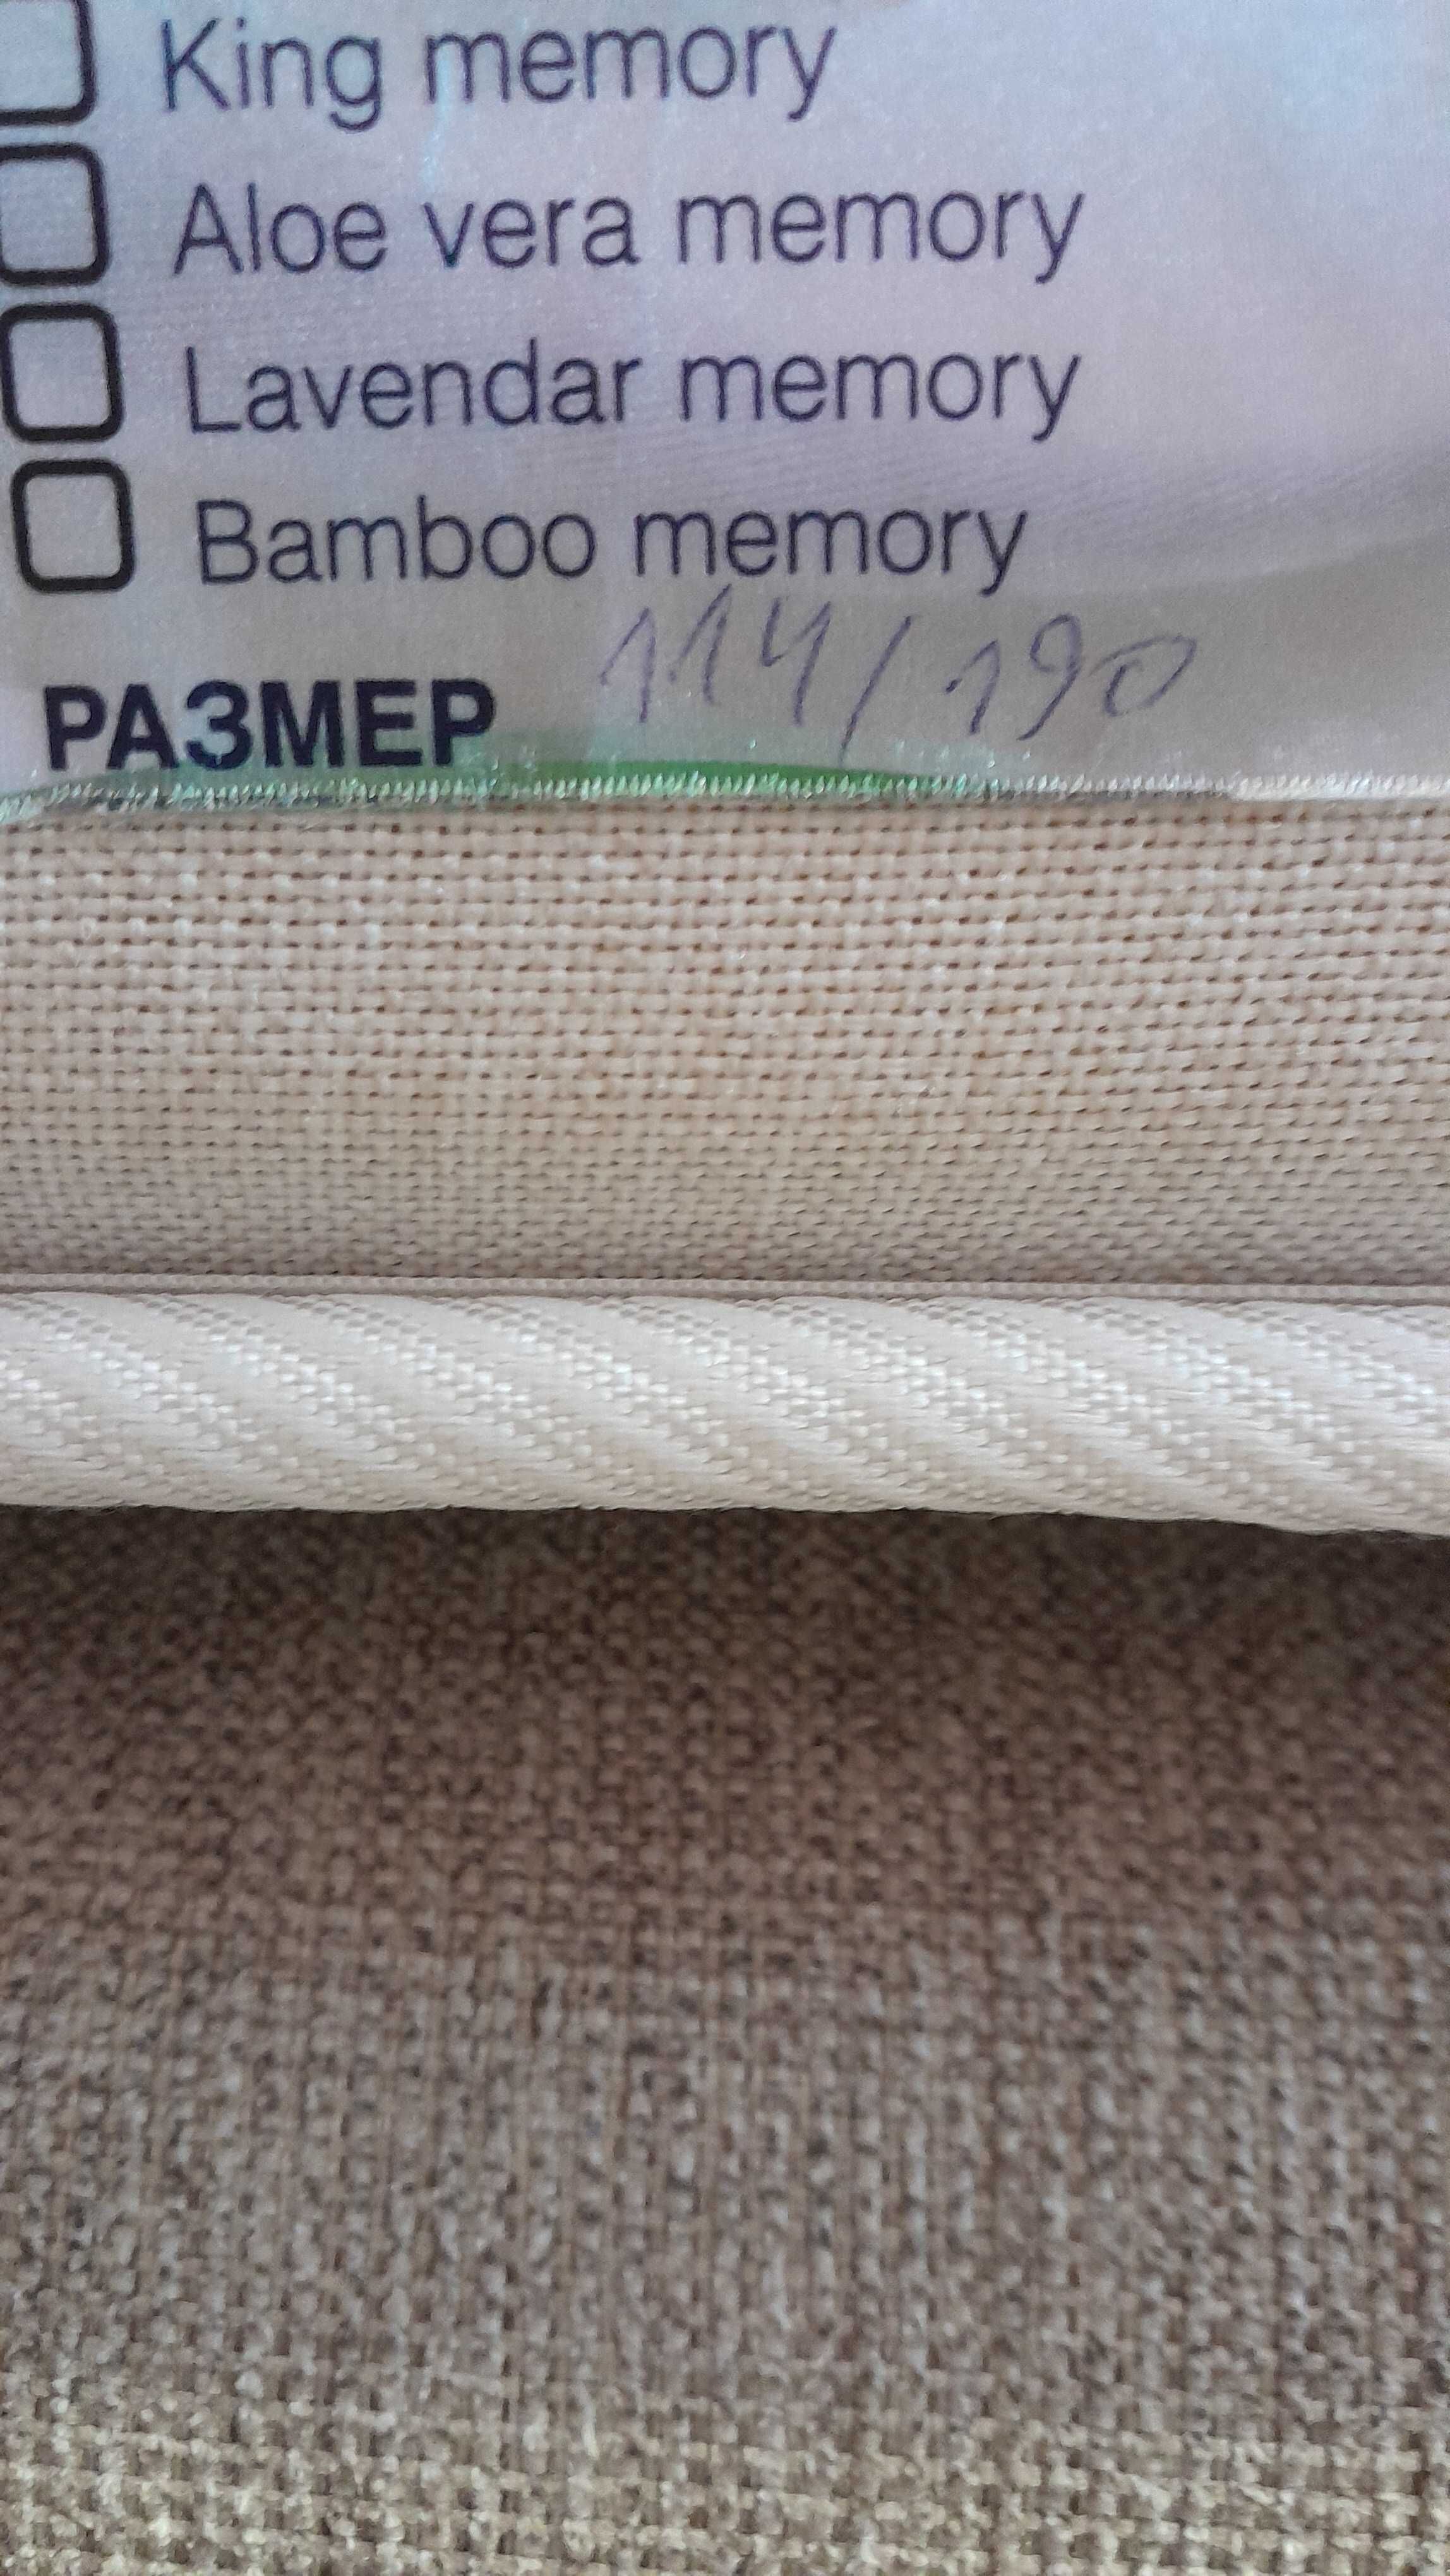 King memory
Aloe vera memory
Lavendar memory
Bamboo memory
РАЗМЕР 114/190